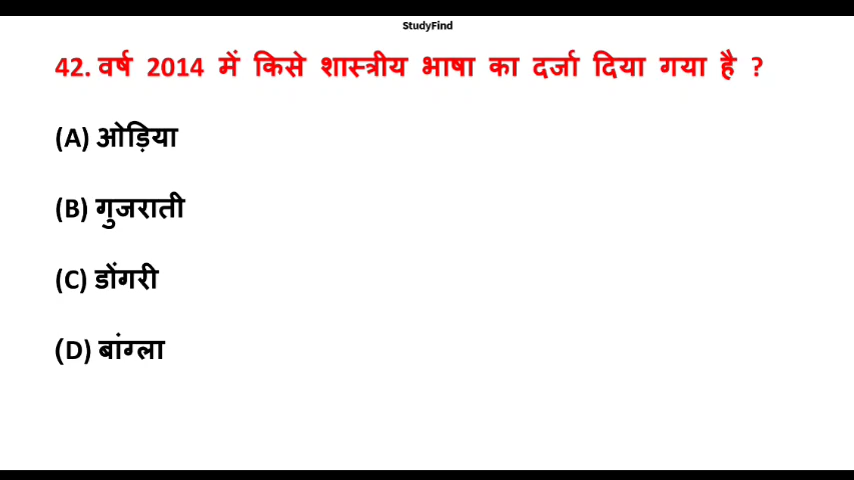 StudyFind
42. वर्ष 2014 में किसे शास्त्रीय भाषा का दर्जा दिया गया है ?
(A) ओड़िया
(B) गुजराती
(C) डोंगरी
(D) बांग्ला